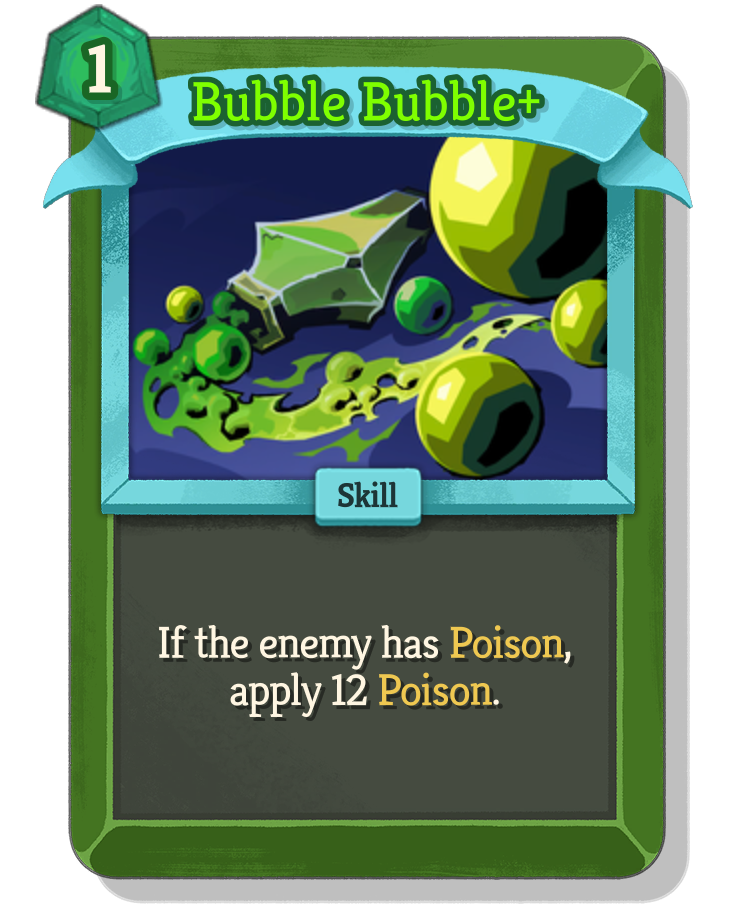 1
Bubble Bubble+
Skill
If the enemy has Poison,
apply 12 Poison.